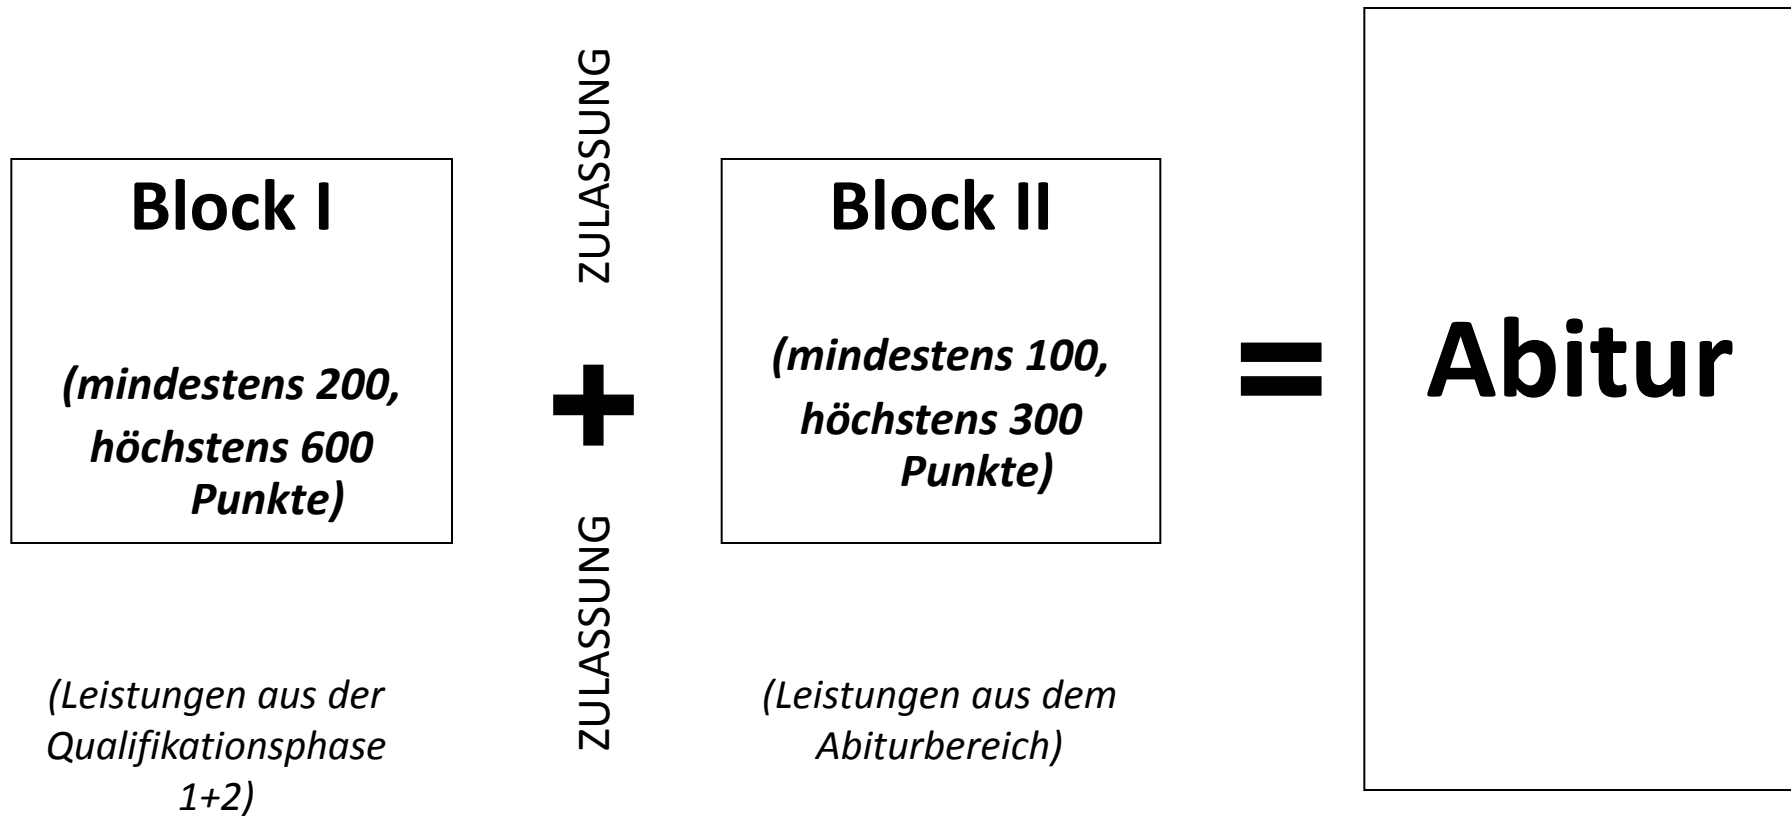 Block I
(mindestens 200,
höchstens 600
Punkte)
(Leistungen aus der
Qualifikationsphase
1+2)
ZULASSUNG
+
ZULASSUNG
Block II
(mindestens 100,
höchstens 300
Punkte)
(Leistungen aus dem
Abiturbereich)
=
Abitur